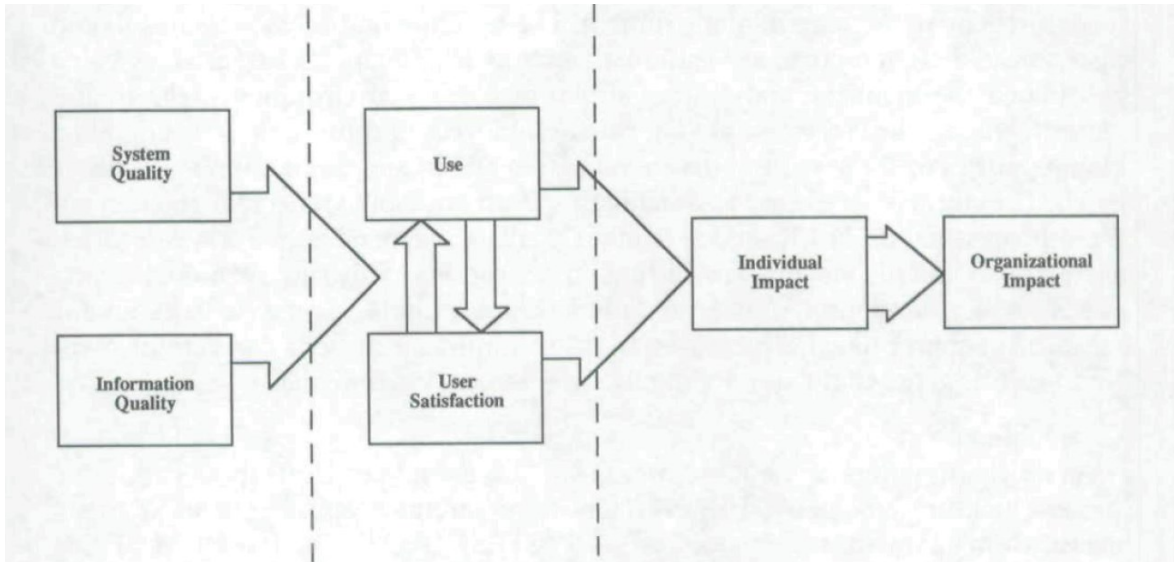 System
Quality
Use
Individual
Impact
Organizational
Impact
Information
Quality
User
Satisfaction